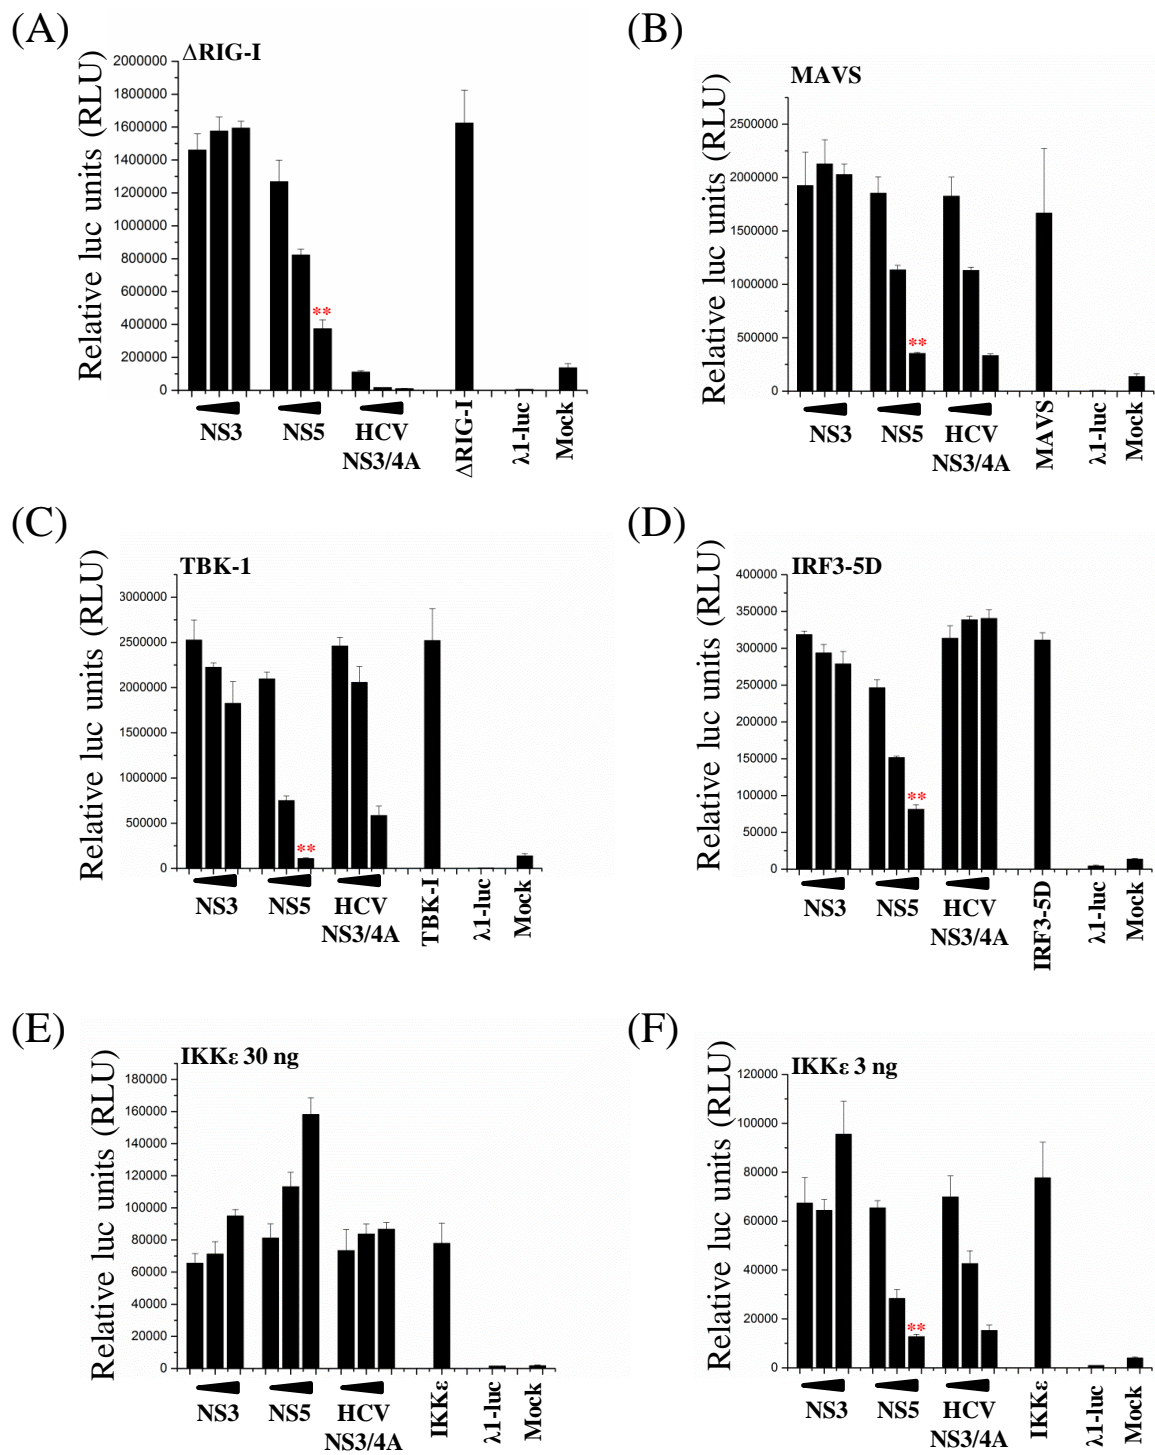 (A)
ΔRIG-I
Relative luc units (RLU)
2000000
1800000
1600000
1400000
1200000
1000000
800000
600000
400000
200000
0
**
NS3
NS5
HCV
NS3/4A
ΔRIG-I
λ1-luc
Mock
(B)
MAVS
Relative luc units (RLU)
2500000
2000000
1500000
1000000
500000
0
**
NS3
NS5
HCV
NS3/4A
MAVS
λ1-luc
Mock
(C)
TBK-1
Relative luc units (RLU)
3000000
2500000
2000000
1500000
1000000
500000
0
**
NS3
NS5
HCV
NS3/4A
TBK-I
λ1-luc
Mock
(D)
IRF3-5D
Relative luc units (RLU)
400000
350000
300000
250000
200000
150000
100000
50000
0
**
NS3
NS5
HCV
NS3/4A
IRF3-5D
λ1-luc
Mock
(E)
IKKε 30 ng
Relative luc units (RLU)
180000
160000
140000
120000
100000
80000
60000
40000
20000
0
NS3
NS5
HCV
NS3/4A
IKKε
λ1-luc
Mock
(F)
IKKε 3 ng
Relative luc units (RLU)
120000
100000
80000
60000
40000
20000
0
**
NS3
NS5
HCV
NS3/4A
IKKε
λ1-luc
Mock